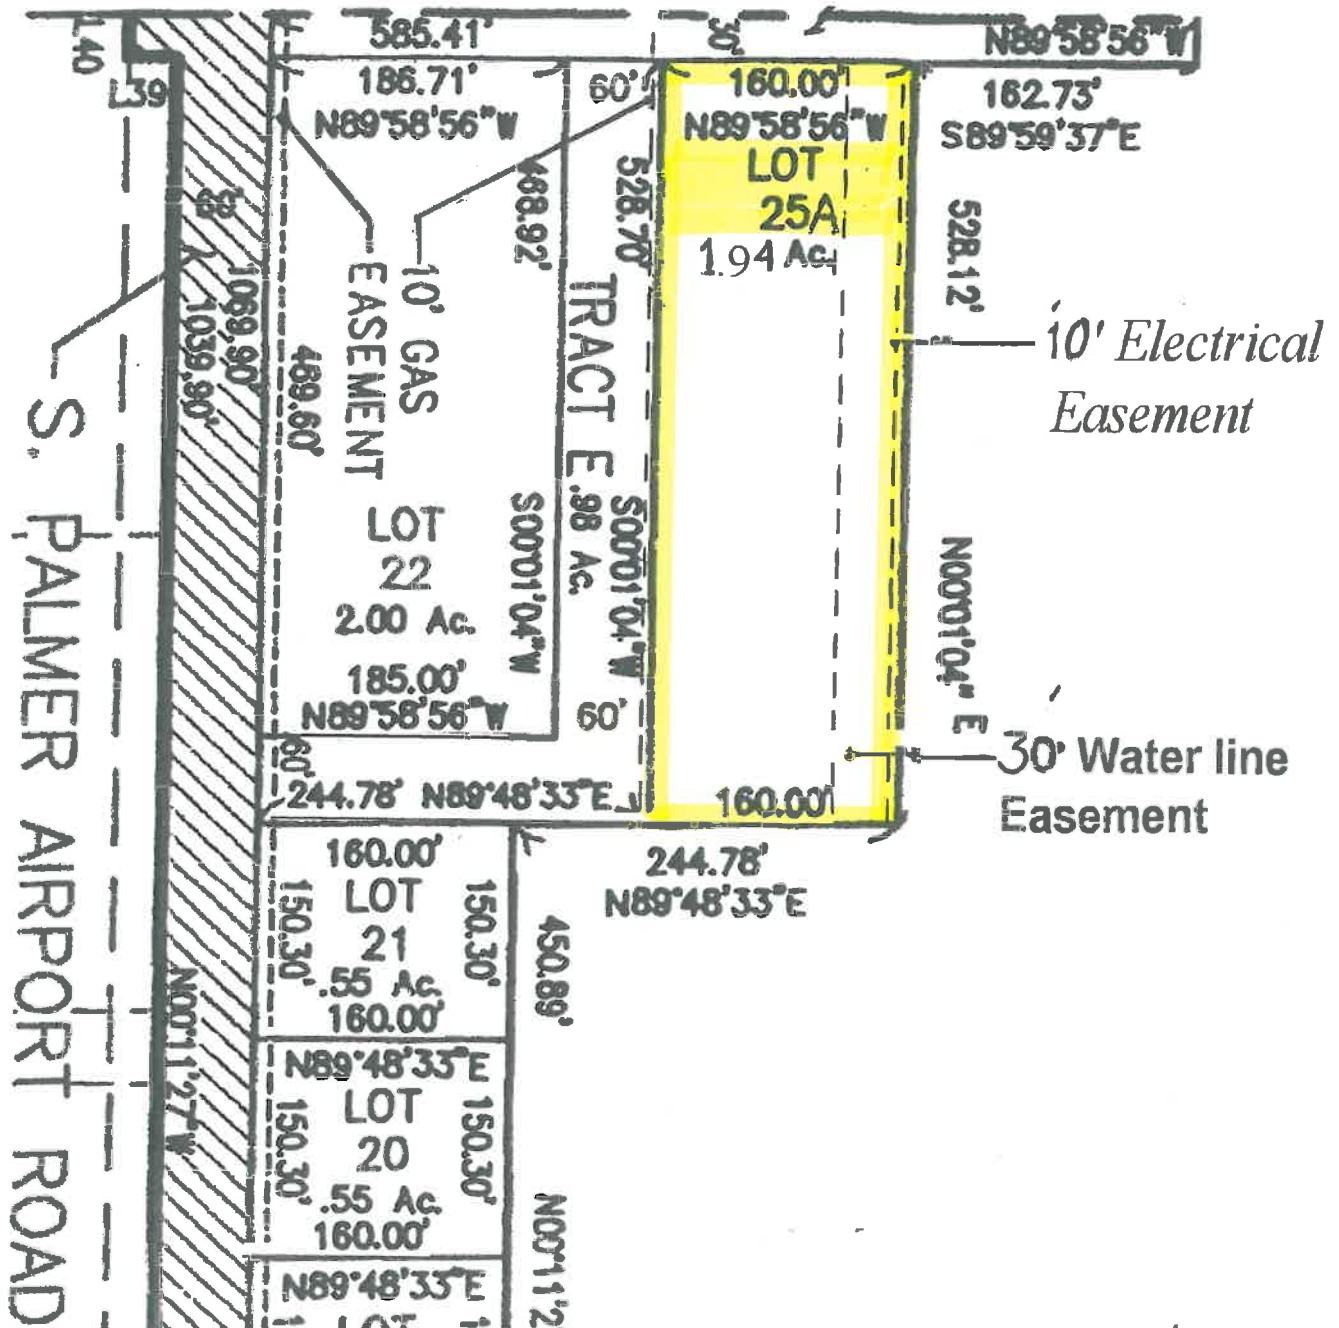 585.41'
30'
N89°58'56"W
L40
L39
186.71'
N89°58'56"W
60'
160.00'
N89°58'56"W
162.73'
S89°59'37"E
LOT
25A
1.94 Ac.
468.92'
528.70'
528.12'
10' GAS
EASEMENT
10' Electrical
Easement
1069.90'
1039.90'
469.60'
TRACT E
.98 Ac.
S00°01'04"W
S00°01'04"W
N00°01'04" E
LOT
22
2.00 Ac.
185.00'
N89°58'56"W
60'
60'
244.78' N89°48'33"E
160.00'
30' Water line
Easement
244.78'
N89°48'33"E
160.00'
LOT
21
.55 Ac.
160.00'
150.30'
150.30'
450.89'
N89°48'33"E
LOT
20
.55 Ac.
160.00'
150.30'
150.30'
N89°48'33"E
LOT
N00°11'27"W
N00°11'2
S. PALMER AIRPORT ROAD